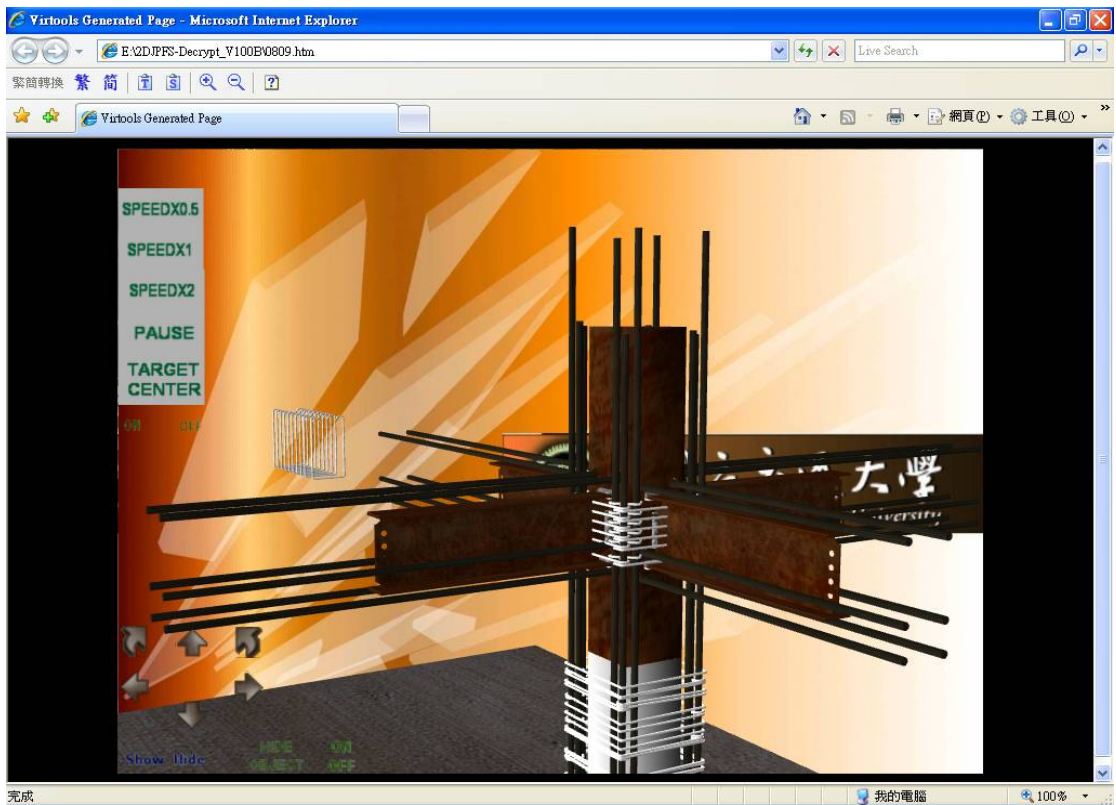 Virtools Generated Page - Microsoft Internet Explorer
E:\2DJPFS-Decrypt_V100B\0809.htm
Live Search
繁簡轉換 繁 简
Virtools Generated Page
網頁(P)
工具(O)
SPEEDX0.5
SPEEDX1
SPEEDX2
PAUSE
TARGET
CENTER
ON OFF
大學
University
HIDE ON
Show Hide OBJECT OFF
完成
我的電腦
100%